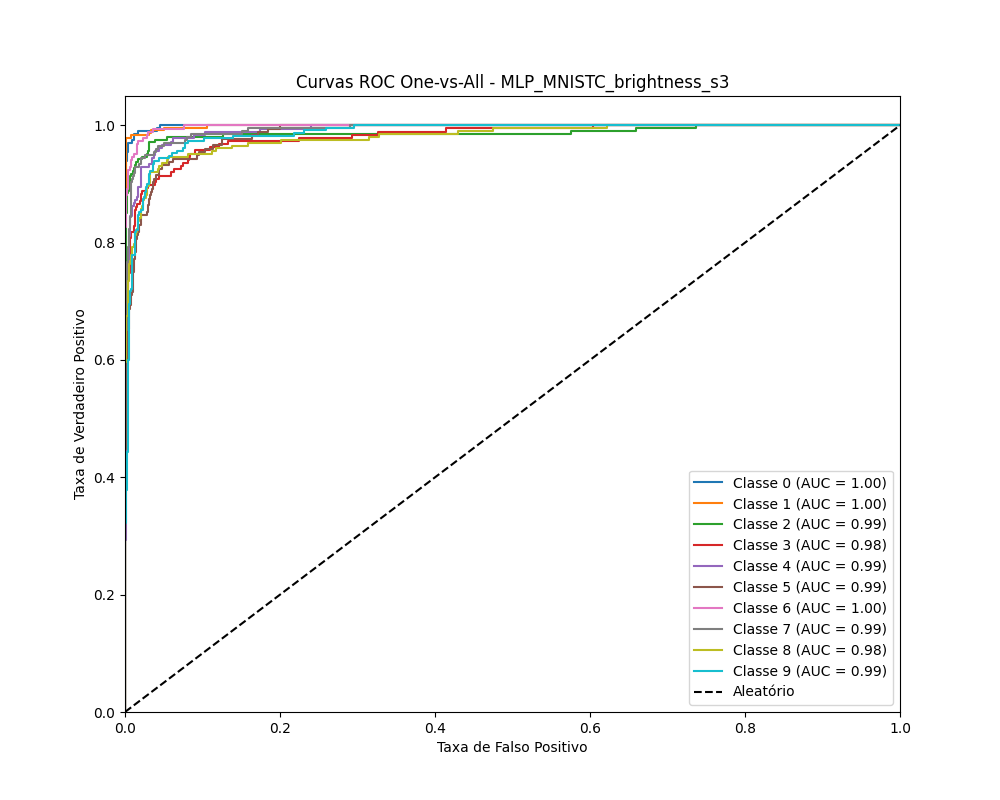 Curvas ROC One-vs-All - MLP_MNISTC_brightness_s3
Taxa de Verdadeiro Positivo
1.0
0.8
0.6
0.4
0.2
0.0
0.0 0.2 0.4 0.6 0.8 1.0
Taxa de Falso Positivo
Classe 0 (AUC = 1.00)
Classe 1 (AUC = 1.00)
Classe 2 (AUC = 0.99)
Classe 3 (AUC = 0.98)
Classe 4 (AUC = 0.99)
Classe 5 (AUC = 0.99)
Classe 6 (AUC = 1.00)
Classe 7 (AUC = 0.99)
Classe 8 (AUC = 0.98)
Classe 9 (AUC = 0.99)
Aleatório